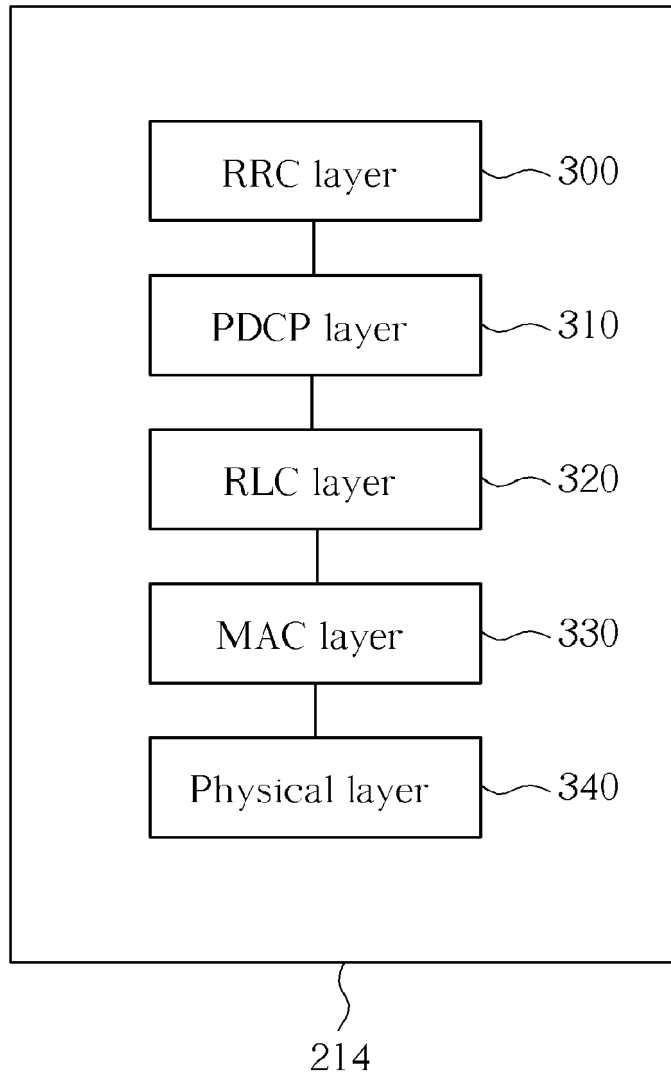 RRC layer 300
PDCP layer 310
RLC layer 320
MAC layer 330
Physical layer 340
214